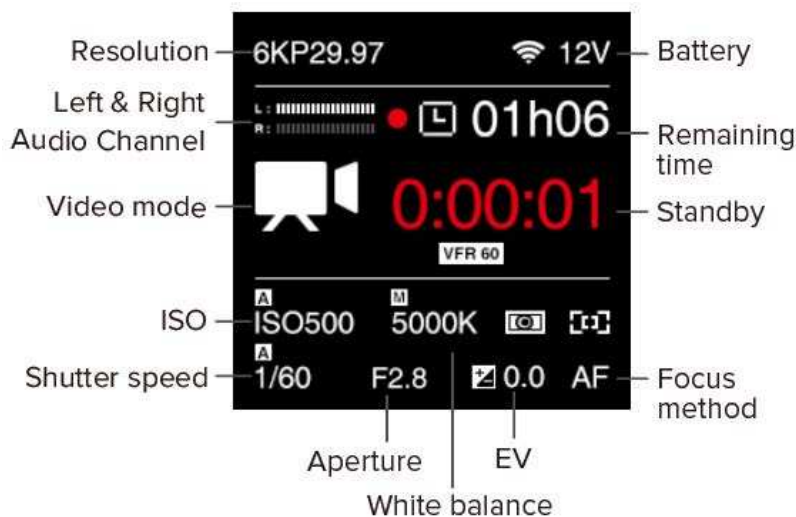 Resolution
6KP29.97
12V
Battery
Left & Right
Audio Channel
L:
R:
01h06
Remaining
time
Video mode
0:00:01
Standby
VFR 60
A
M
ISO
ISO500
5000K
A
Shutter speed
1/60
F2.8
0.0
AF
Focus
method
Aperture
EV
White balance